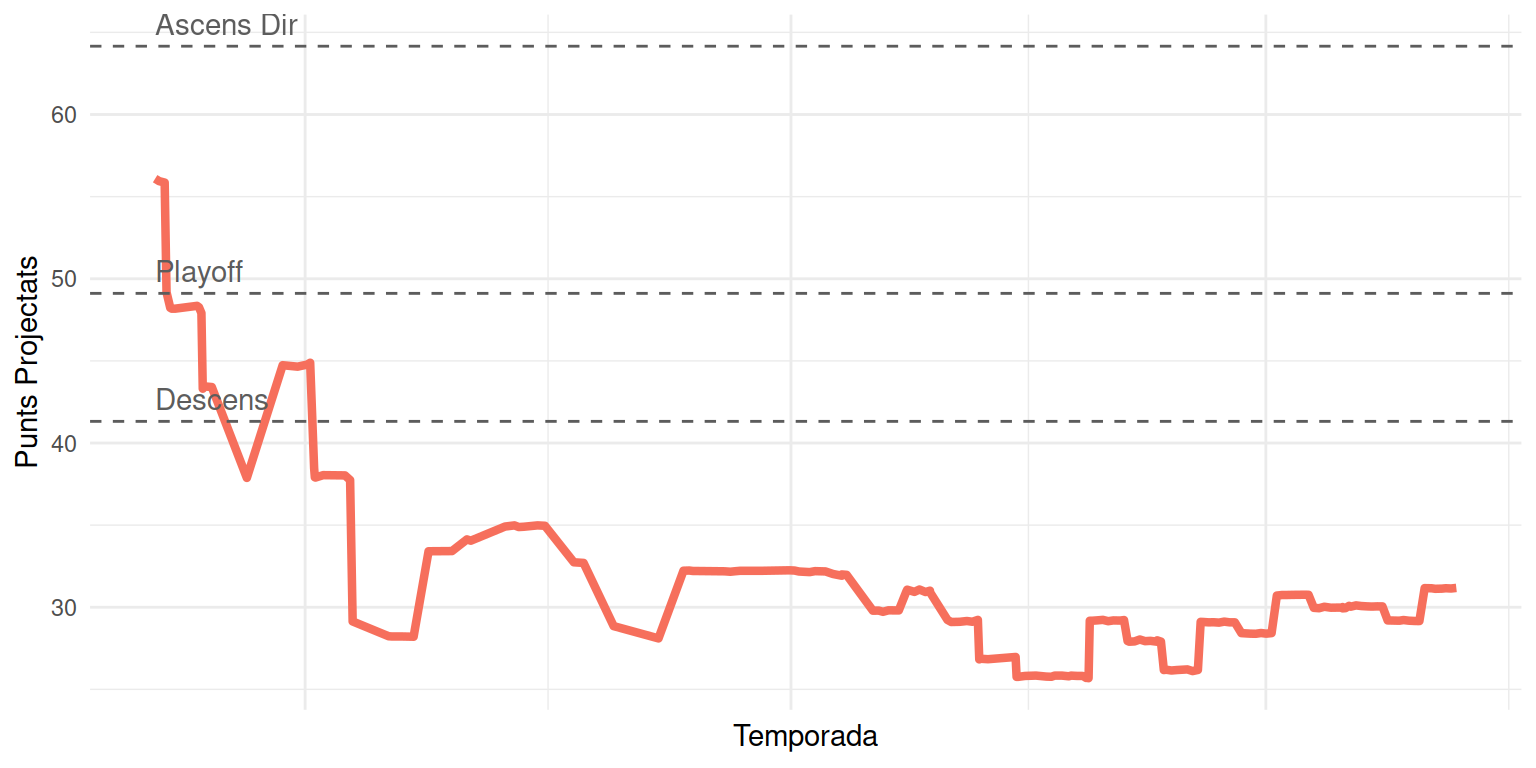 Ascens Dir
60
Playoff
50
Descens
40
30
Punts Projectats
Temporada